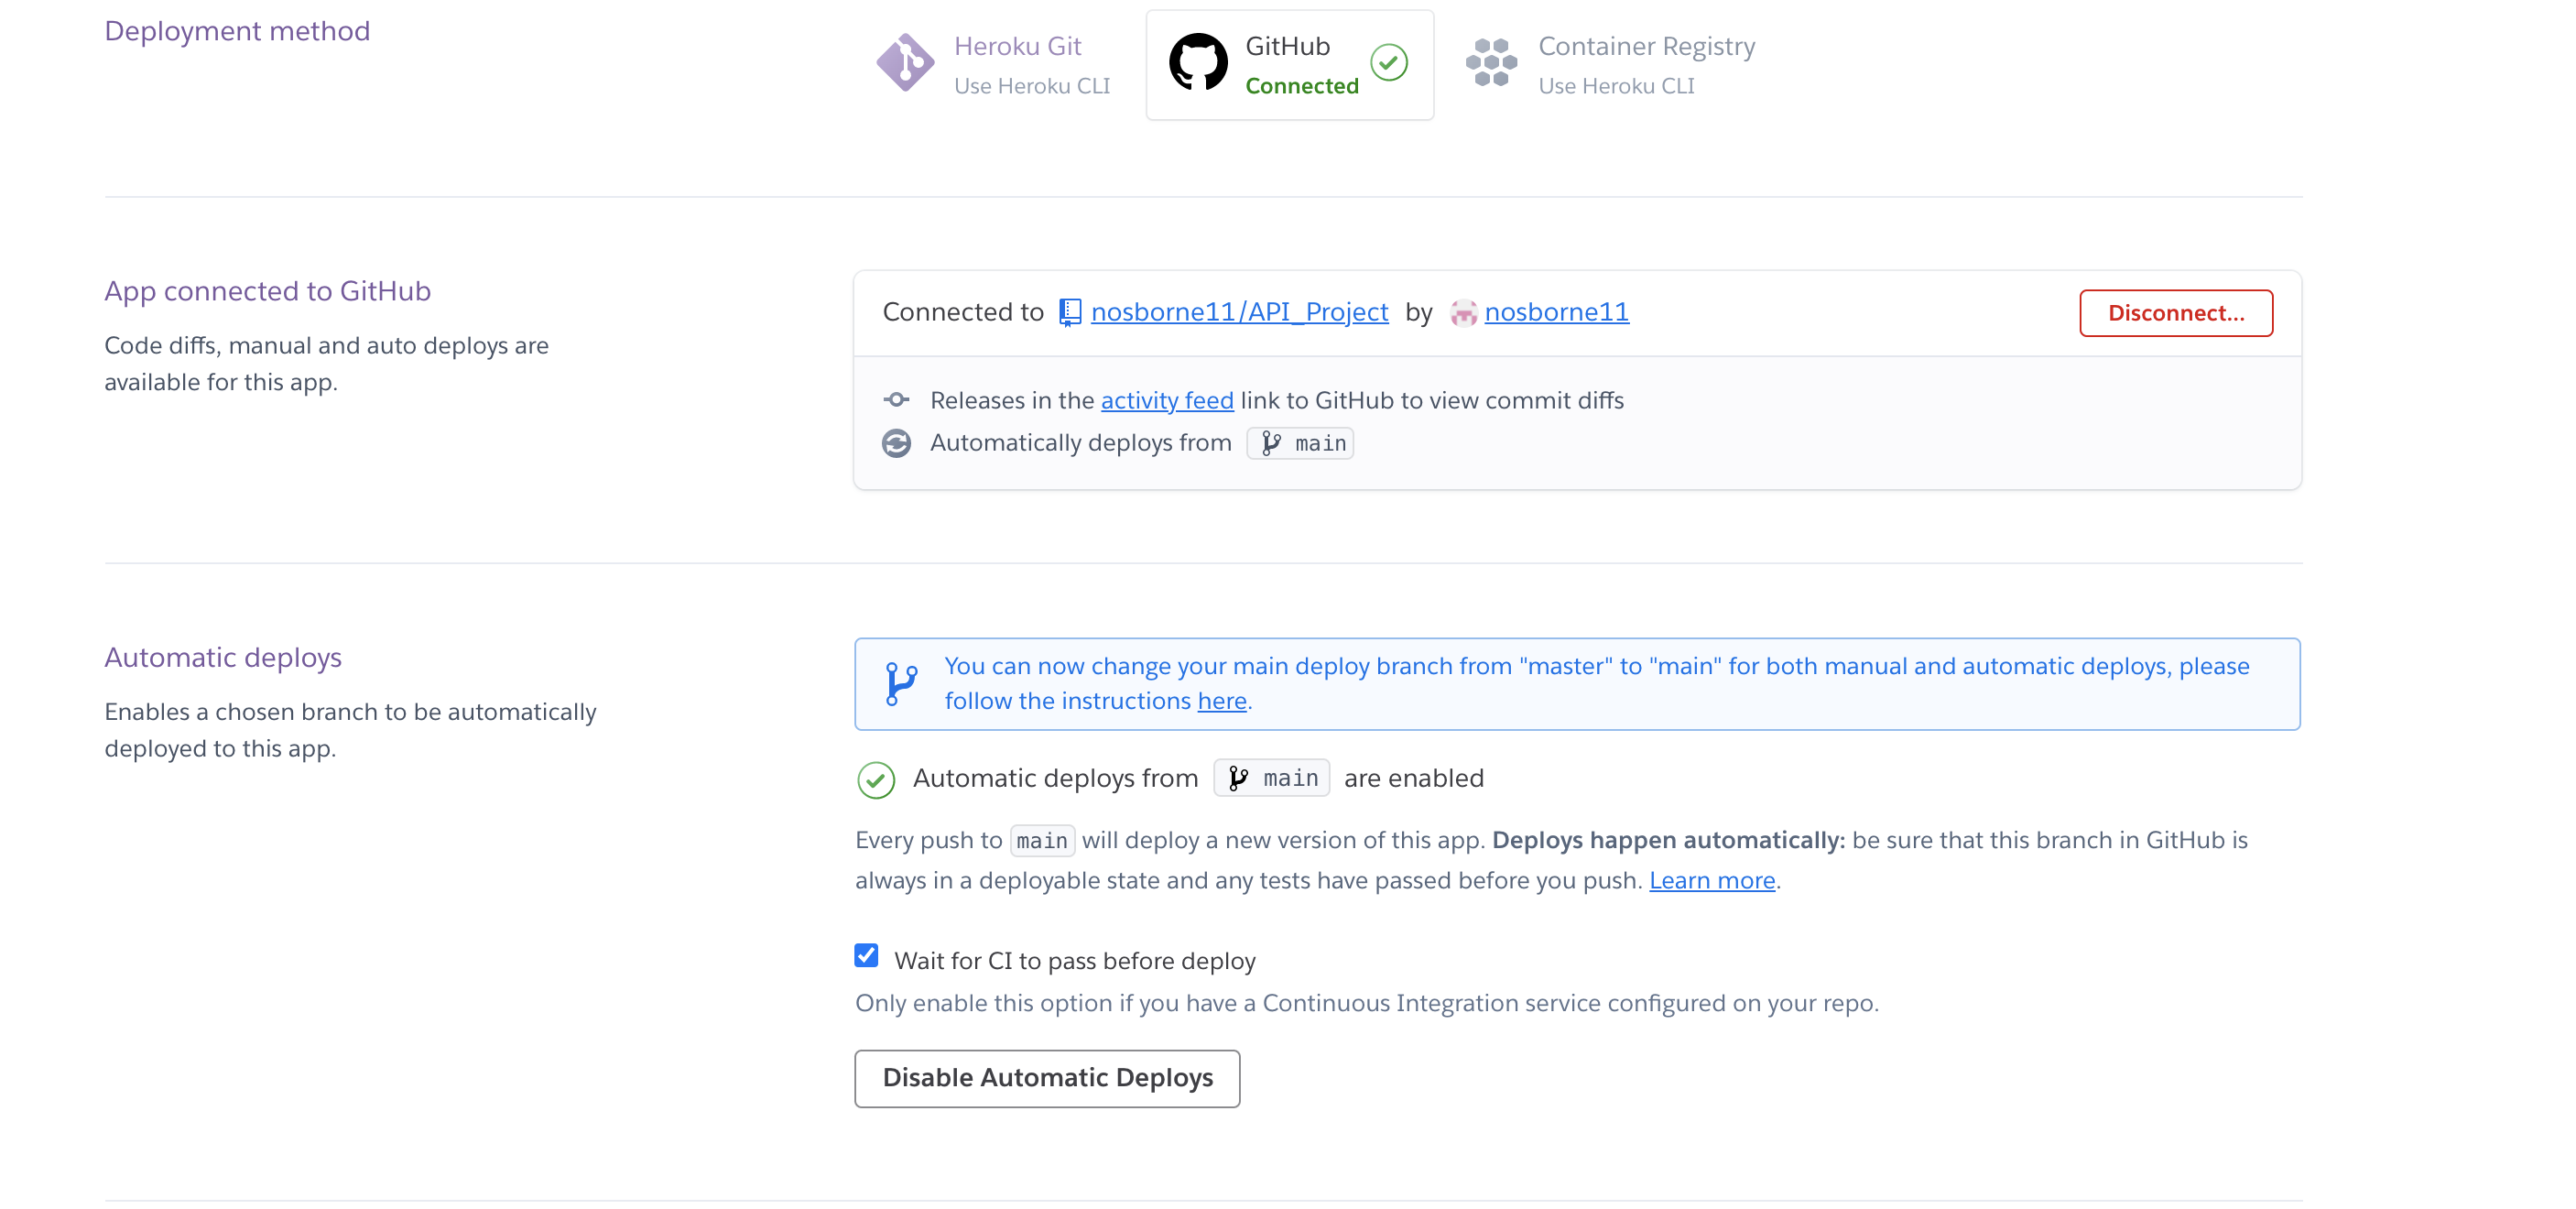 Deployment method
Heroku Git
Use Heroku CLI
GitHub
Connected
Container Registry
Use Heroku CLI
App connected to GitHub
Code diffs, manual and auto deploys are
available for this app.
Connected to nosborne11/API_Project by nosborne11
Disconnect...
Releases in the activity feed link to GitHub to view commit diffs
Automatically deploys from main
Automatic deploys
Enables a chosen branch to be automatically
deployed to this app.
You can now change your main deploy branch from "master" to "main" for both manual and automatic deploys, please
follow the instructions here.
Automatic deploys from main are enabled
Every push to main will deploy a new version of this app. Deploys happen automatically: be sure that this branch in GitHub is
always in a deployable state and any tests have passed before you push. Learn more.
Wait for CI to pass before deploy
Only enable this option if you have a Continuous Integration service configured on your repo.
Disable Automatic Deploys